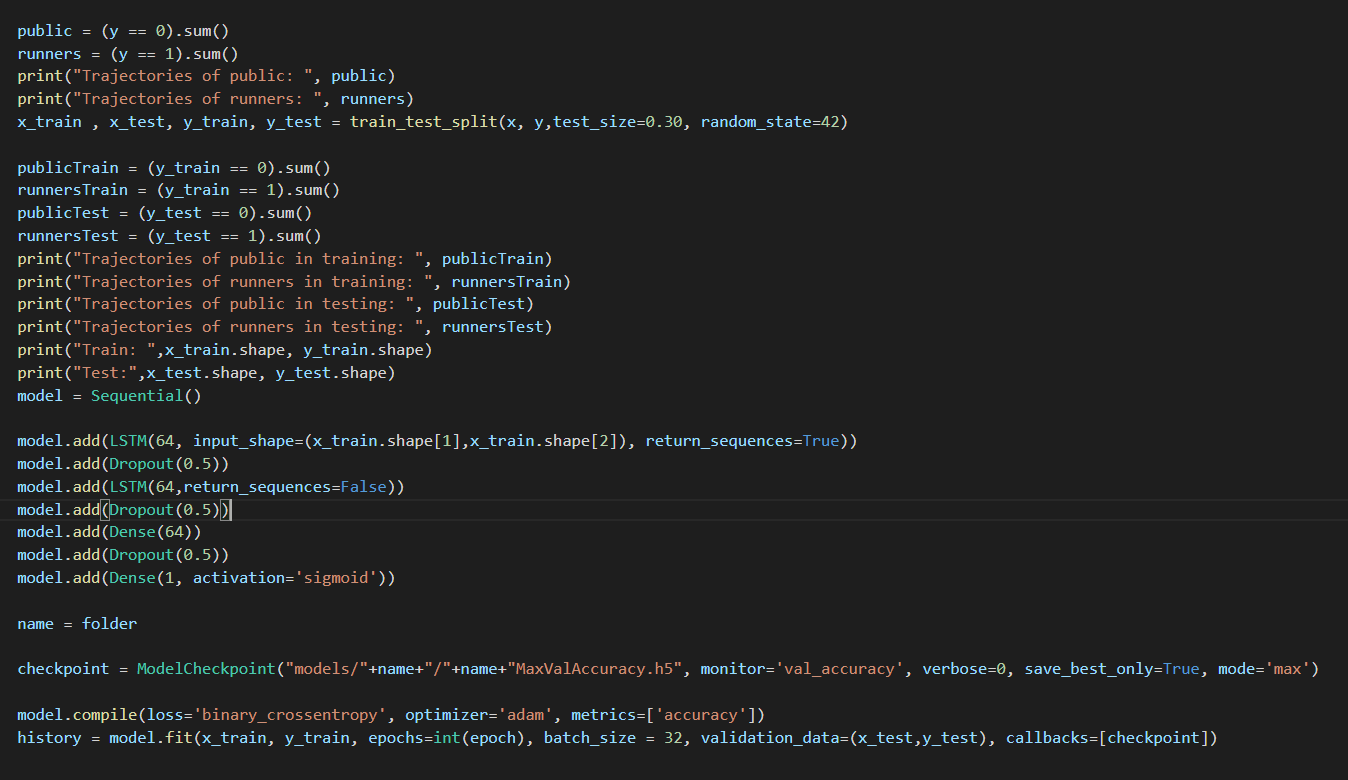 public = (y == 0).sum()
runners = (y == 1).sum()
print("Trajectories of public: ", public)
print("Trajectories of runners: ", runners)
x_train , x_test, y_train, y_test = train_test_split(x, y,test_size=0.30, random_state=42)
publicTrain = (y_train == 0).sum()
runnersTrain = (y_train == 1).sum()
publicTest = (y_test == 0).sum()
runnersTest = (y_test == 1).sum()
print("Trajectories of public in training: ", publicTrain)
print("Trajectories of runners in training: ", runnersTrain)
print("Trajectories of public in testing: ", publicTest)
print("Trajectories of runners in testing: ", runnersTest)
print("Train: ",x_train.shape, y_train.shape)
print("Test:",x_test.shape, y_test.shape)
model = Sequential()
model.add(LSTM(64, input_shape=(x_train.shape[1],x_train.shape[2]), return_sequences=True))
model.add(Dropout(0.5))
model.add(LSTM(64,return_sequences=False))
model.add(Dropout(0.5))
model.add(Dense(64))
model.add(Dropout(0.5))
model.add(Dense(1, activation='sigmoid'))
name = folder
checkpoint = ModelCheckpoint("models/"+name+"/"+name+"MaxValAccuracy.h5", monitor='val_accuracy', verbose=0, save_best_only=True, mode='max')
model.compile(loss='binary_crossentropy', optimizer='adam', metrics=['accuracy'])
history = model.fit(x_train, y_train, epochs=int(epoch), batch_size = 32, validation_data=(x_test,y_test), callbacks=[checkpoint])